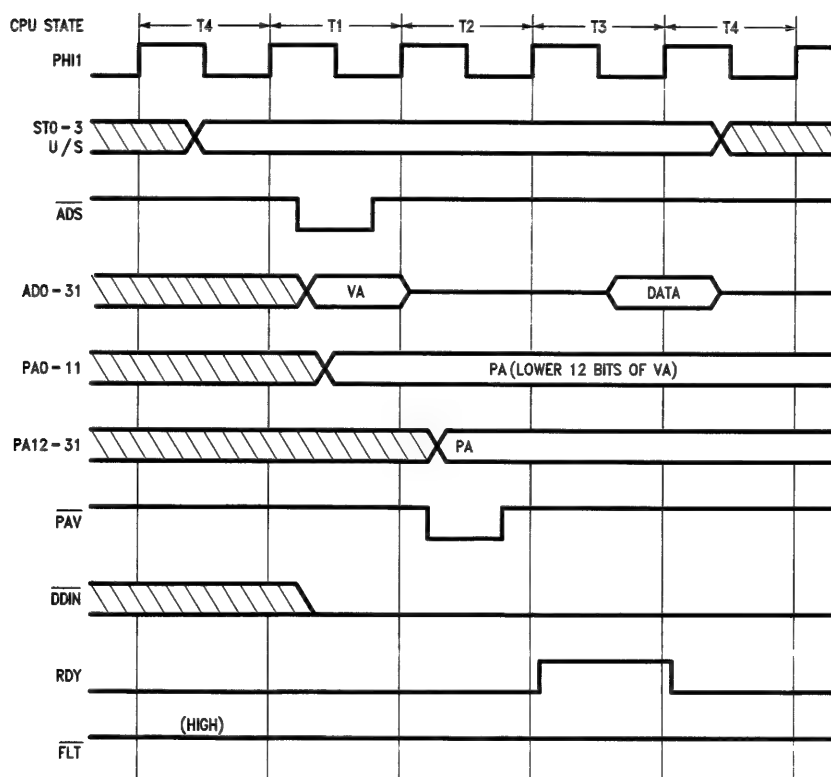 CPU STATE T4 T1 T2 T3 T4
PHI1
ST0-3
U/S
ADS
AD0-31 VA DATA
PA0-11 PA (LOWER 12 BITS OF VA)
PA12-31 PA
PAV
DDIN
RDY
(HIGH)
FLT